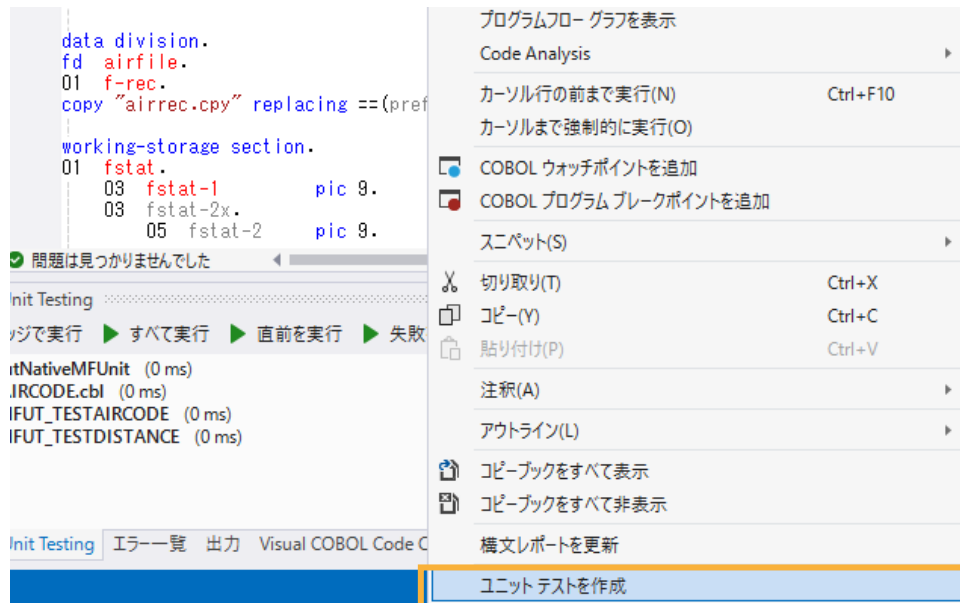 data division.
fd airfile.
01 f-rec.
copy "airrec.cpy" replacing ==(pref
working-storage section.
01 fstat.
03 fstat-1 pic 9.
03 fstat-2x.
05 fstat-2 pic 9.
問題は見つかりませんでした
nit Testing
ッジで実行 すべて実行 直前を実行 失敗
utNativeMFUnit (0 ms)
IRCODE.cbl (0 ms)
MFUT_TESTAIRCODE (0 ms)
MFUT_TESTDISTANCE (0 ms)
Unit Testing エラー一覧 出力 Visual COBOL Code C
プログラムフロー グラフを表示
Code Analysis
カーソル行の前まで実行(N) Ctrl+F10
カーソルまで強制的に実行(O)
COBOL ウォッチポイントを追加
COBOL プログラム ブレークポイントを追加
スニペット(S)
切り取り(T) Ctrl+X
コピー(Y) Ctrl+C
貼り付け(P) Ctrl+V
注釈(A)
アウトライン(L)
コピーブックをすべて表示
コピーブックをすべて非表示
構文レポートを更新
ユニット テストを作成